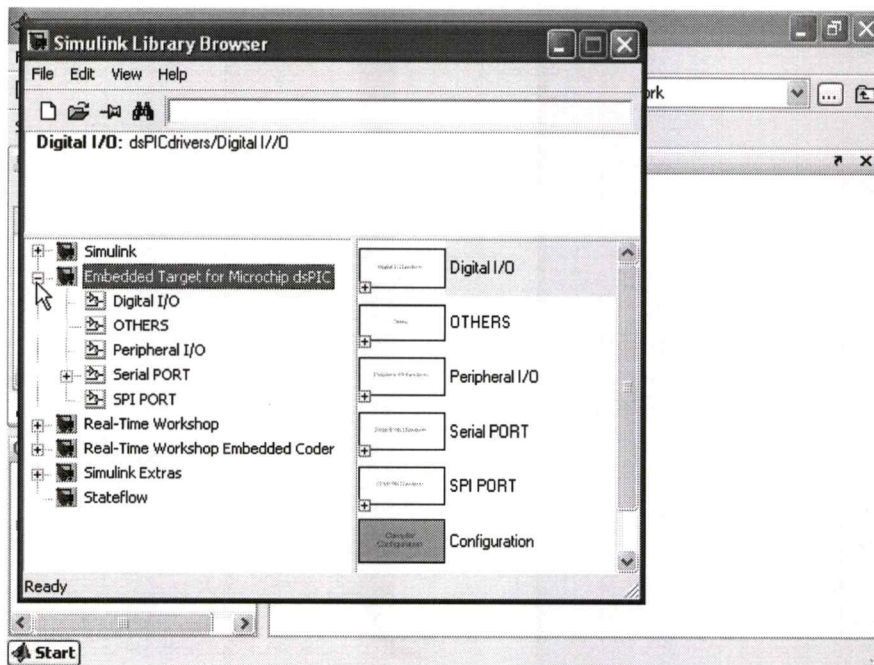 Simulink Library Browser
File Edit View Help
rk
Digital I/O: dsPICdrivers/Digital I//O
Simulink
Embedded Target for Microchip dsPIC
Digital I/O
OTHERS
Peripheral I/O
Serial PORT
SPI PORT
Real-Time Workshop
Real-Time Workshop Embedded Coder
Simulink Extras
Stateflow
Digital I/O
OTHERS
Peripheral I/O
Serial PORT
SPI PORT
Compiler
Configuration
Configuration
Ready
Start